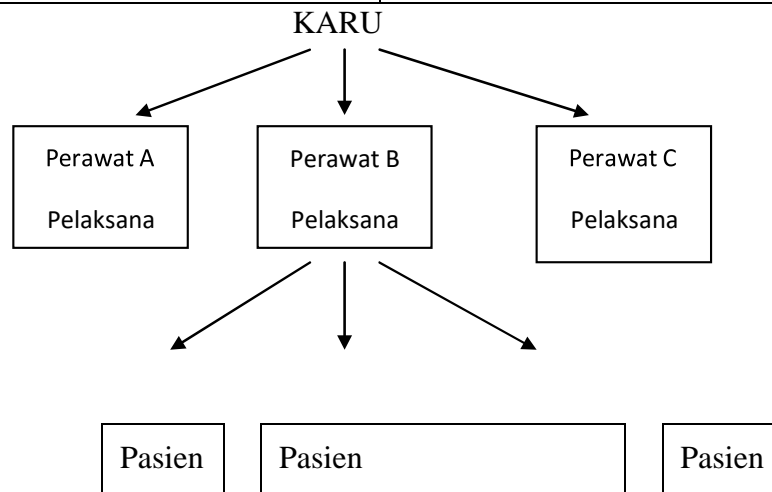 KARU
Perawat A
Pelaksana
Perawat B
Pelaksana
Perawat C
Pelaksana
Pasien
Pasien
Pasien